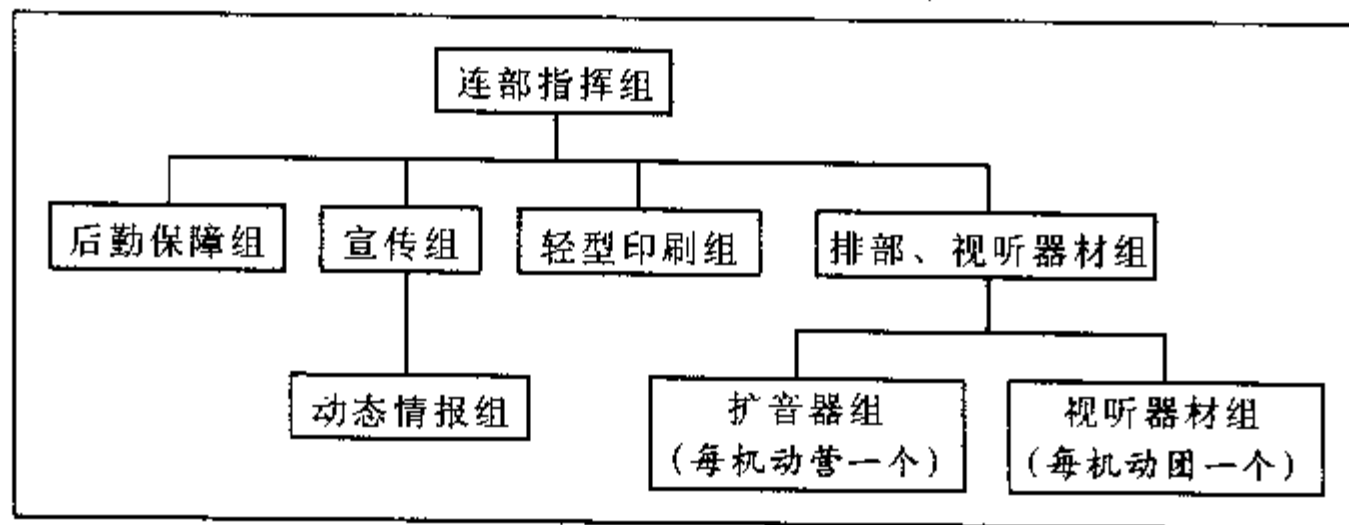 连部指挥组
后勤保障组
宣传组
轻型印刷组
排部、视听器材组
动态情报组
扩音器组
(每机动营一个)
视听器材组
(每机动团一个)